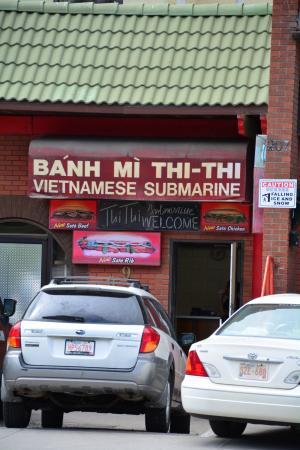 BÁNH MÌ THI-THI
VIETNAMESE SUBMARINE
Thi Thi
WELCOME
New! Sate Beef
New! Sate Chicken
New! Sate Rib
9
CAUTION
FALLING
ICE AND
SNOW